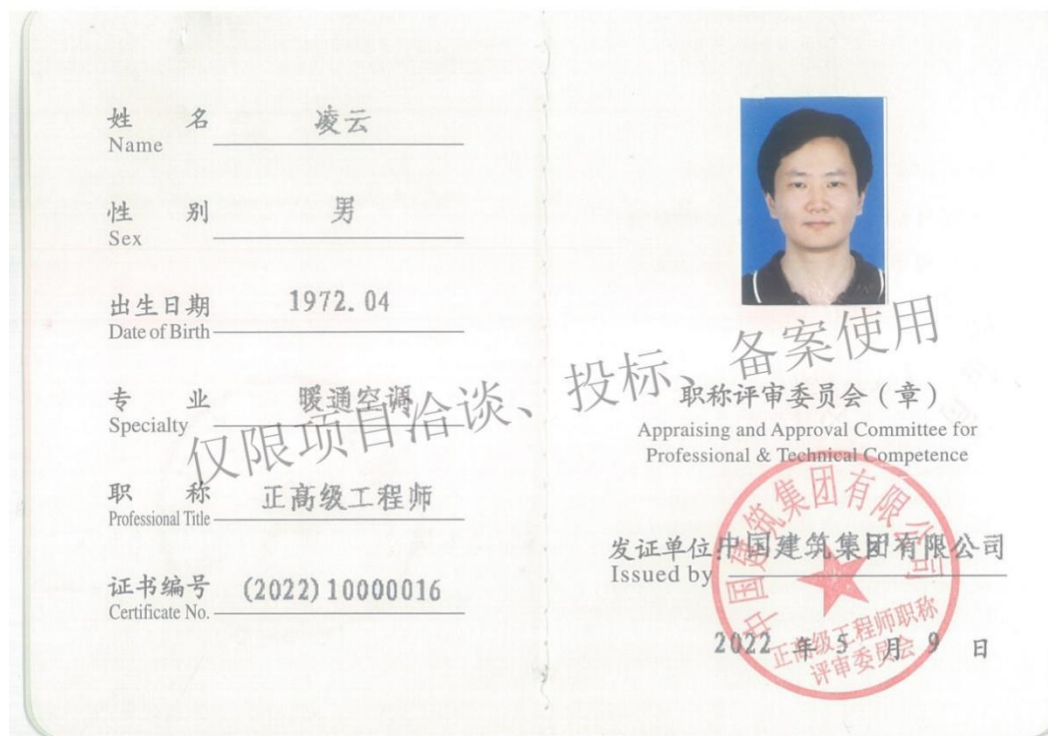 姓名 凌云
Name
性别 男
Sex
出生日期 1972.04
Date of Birth
专业 暖通空调
Specialty
职称 正高级工程师
Professional Title
证书编号 (2022)10000016
Certificate No.
仅限项目洽谈、投标、备案使用
职称评审委员会（章）
Appraising and Approval Committee for
Professional & Technical Competence
发证单位 中国建筑集团有限公司
Issued by
2022 年 5 月 9 日
中国建筑集团有限公司
正高级工程师职称
评审委员会